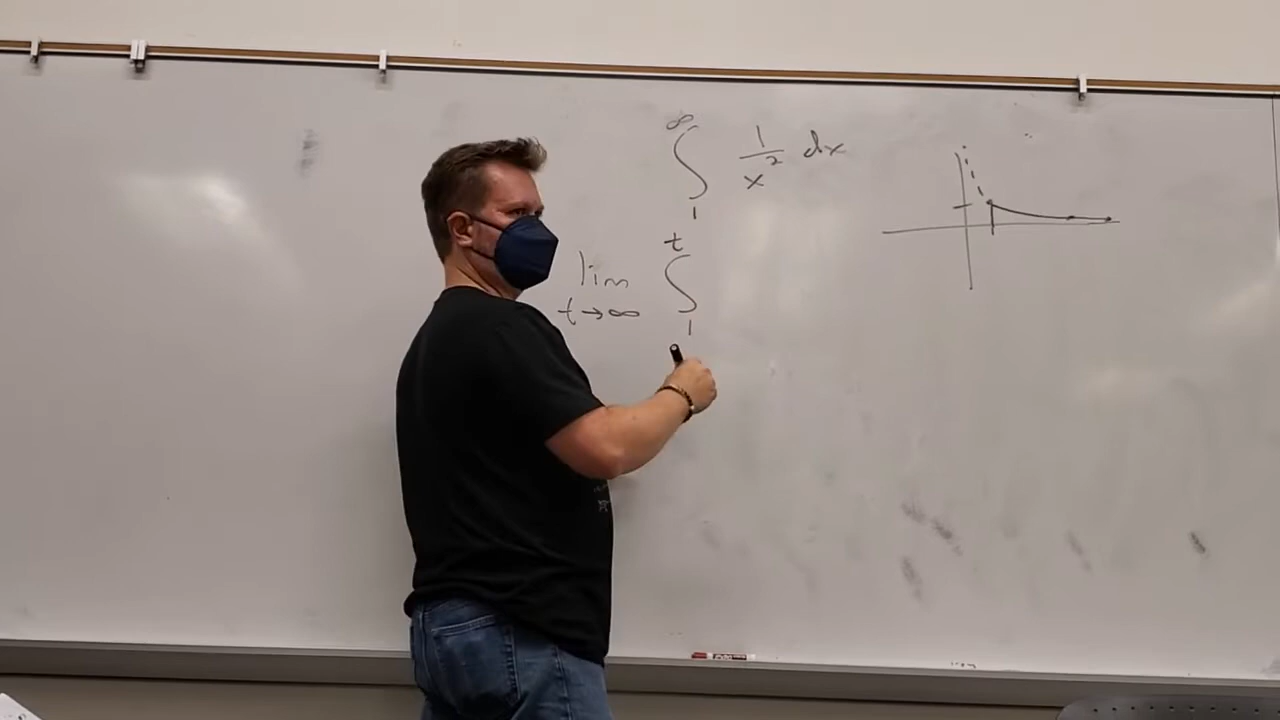 ∞
∫ 1/x² dx
1
t
lim ∫
t→∞ 1